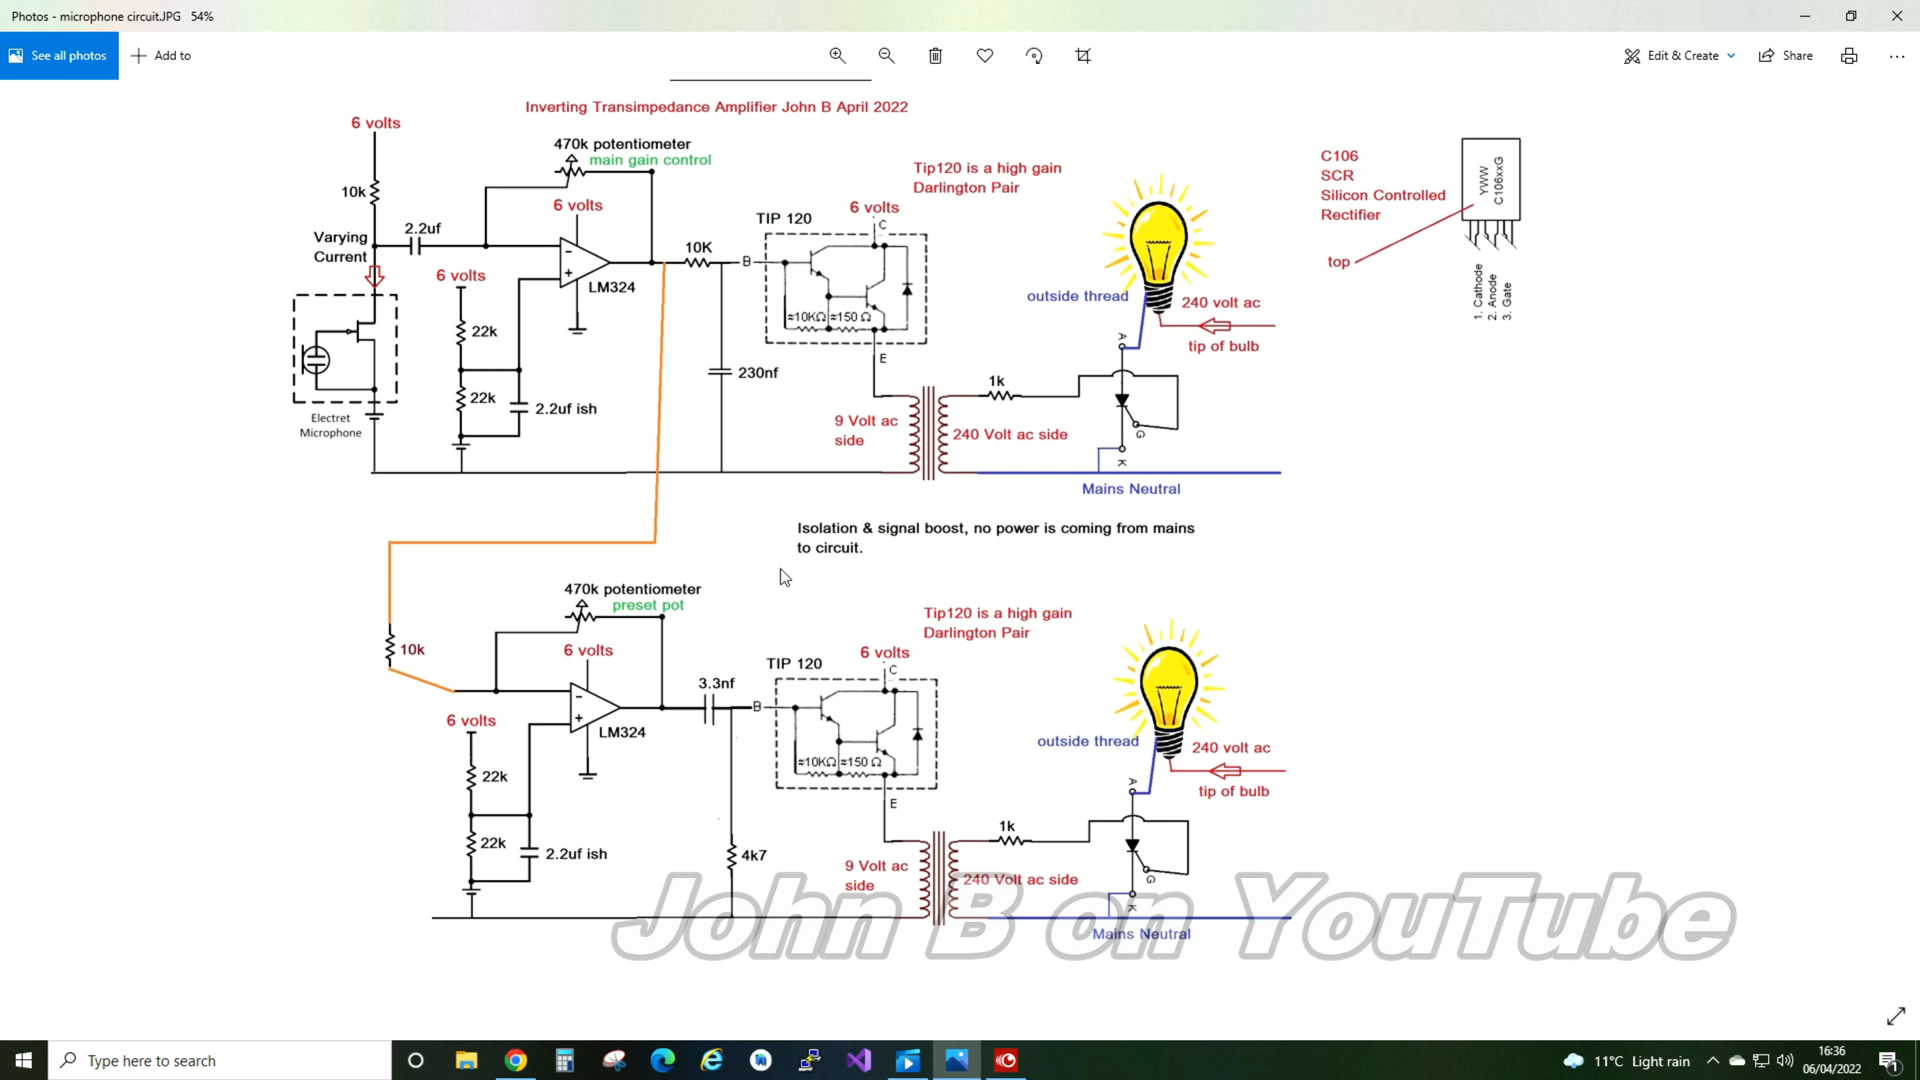 Photos - microphone circuit.JPG 54%
See all photos
Add to
Edit & Create
Share
Inverting Transimpedance Amplifier John B April 2022
6 volts
470k potentiometer
main gain control
10k
6 volts
2.2uf
Varying
Current
6 volts
LM324
10K
22k
22k
2.2uf ish
Electret
Microphone
230nf
Tip120 is a high gain
Darlington Pair
TIP 120
6 volts
C
B
≈10KΩ
≈150 Ω
E
9 Volt ac
side
240 Volt ac side
1k
outside thread
240 volt ac
tip of bulb
A
G
K
Mains Neutral
C106
SCR
Silicon Controlled
Rectifier
top
YWW
C106xxG
1. Cathode
2. Anode
3. Gate
Isolation & signal boost, no power is coming from mains
to circuit.
470k potentiometer
preset pot
10k
6 volts
6 volts
LM324
3.3nf
22k
22k
2.2uf ish
4k7
Tip120 is a high gain
Darlington Pair
TIP 120
6 volts
C
B
≈10KΩ
≈150 Ω
E
9 Volt ac
side
240 Volt ac side
1k
outside thread
240 volt ac
tip of bulb
A
G
K
Mains Neutral
John B on YouTube
Type here to search
11°C Light rain
16:36
06/04/2022
1